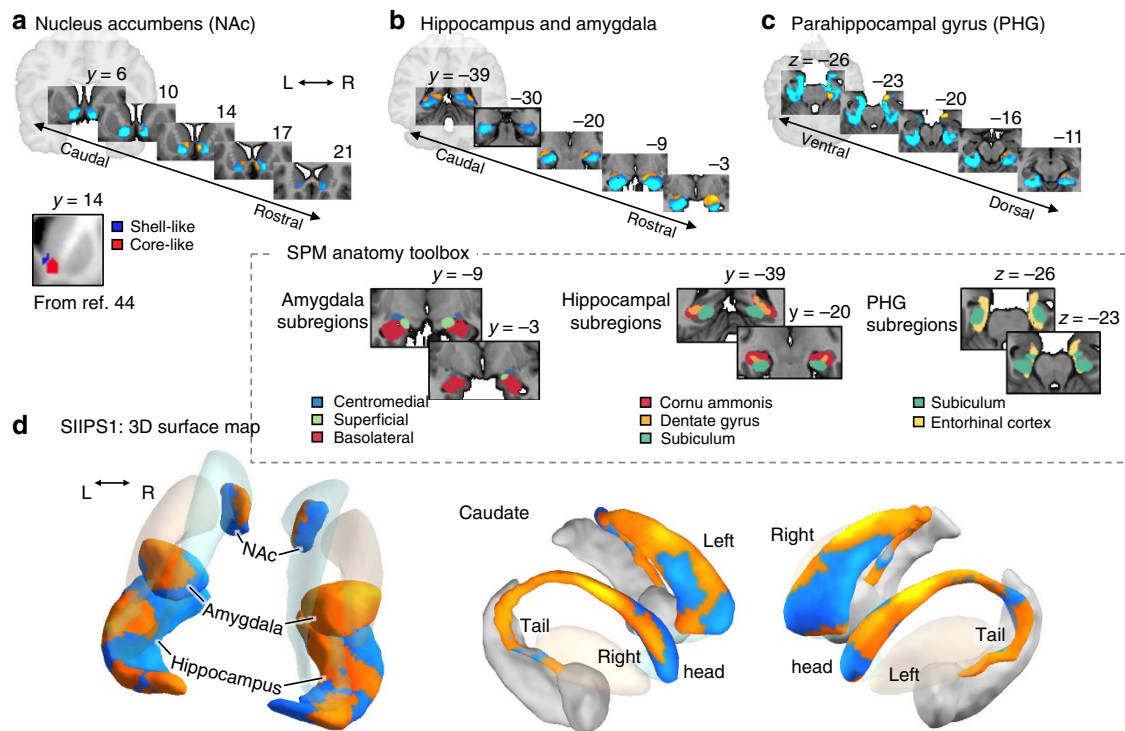 a Nucleus accumbens (NAc)
y = 6
10
14
17
21
L R
Caudal
Rostral
y = 14
Shell-like
Core-like
From ref. 44
b Hippocampus and amygdala
y = –39
–30
–20
–9
–3
Caudal
Rostral
c Parahippocampal gyrus (PHG)
z = –26
–23
–20
–16
–11
Ventral
Dorsal
SPM anatomy toolbox
Amygdala
subregions
y = –9
y = –3
Centromedial
Superficial
Basolateral
Hippocampal
subregions
y = –39
y = –20
Cornu ammonis
Dentate gyrus
Subiculum
PHG
subregions
z = –26
z = –23
Subiculum
Entorhinal cortex
d SIIPS1: 3D surface map
L R
NAc
Amygdala
Hippocampus
Caudate
Left
Tail
Right
head
Right
Tail
head
Left